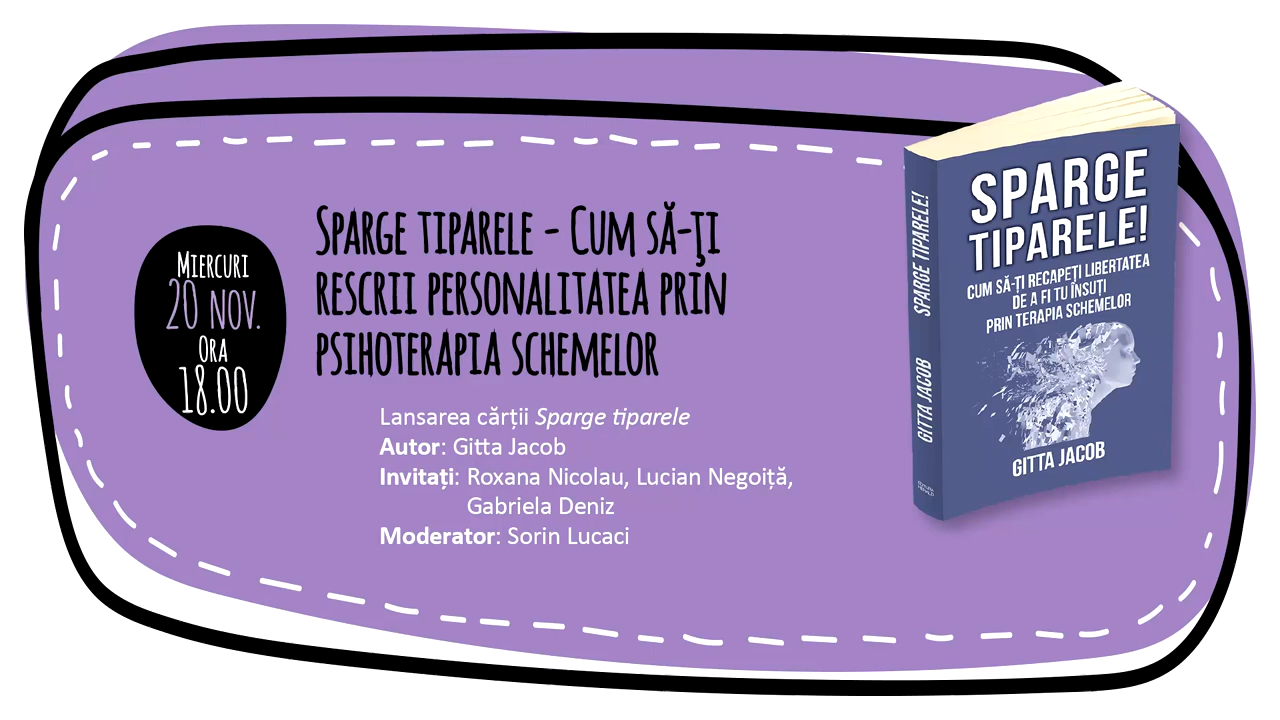 Miercuri
20 nov.
Ora
18.00
Sparge tiparele - Cum să-ţi
rescrii personalitatea prin
psihoterapia schemelor
Lansarea cărții Sparge tiparele
Autor: Gitta Jacob
Invitați: Roxana Nicolau, Lucian Negoiță,
Gabriela Deniz
Moderator: Sorin Lucaci
SPARGE TIPARELE!
GITTA JACOB
SPARGE
TIPARELE!
CUM SĂ-ȚI RECAPEȚI LIBERTATEA
DE A FI TU ÎNSUȚI
PRIN TERAPIA SCHEMELOR
GITTA JACOB